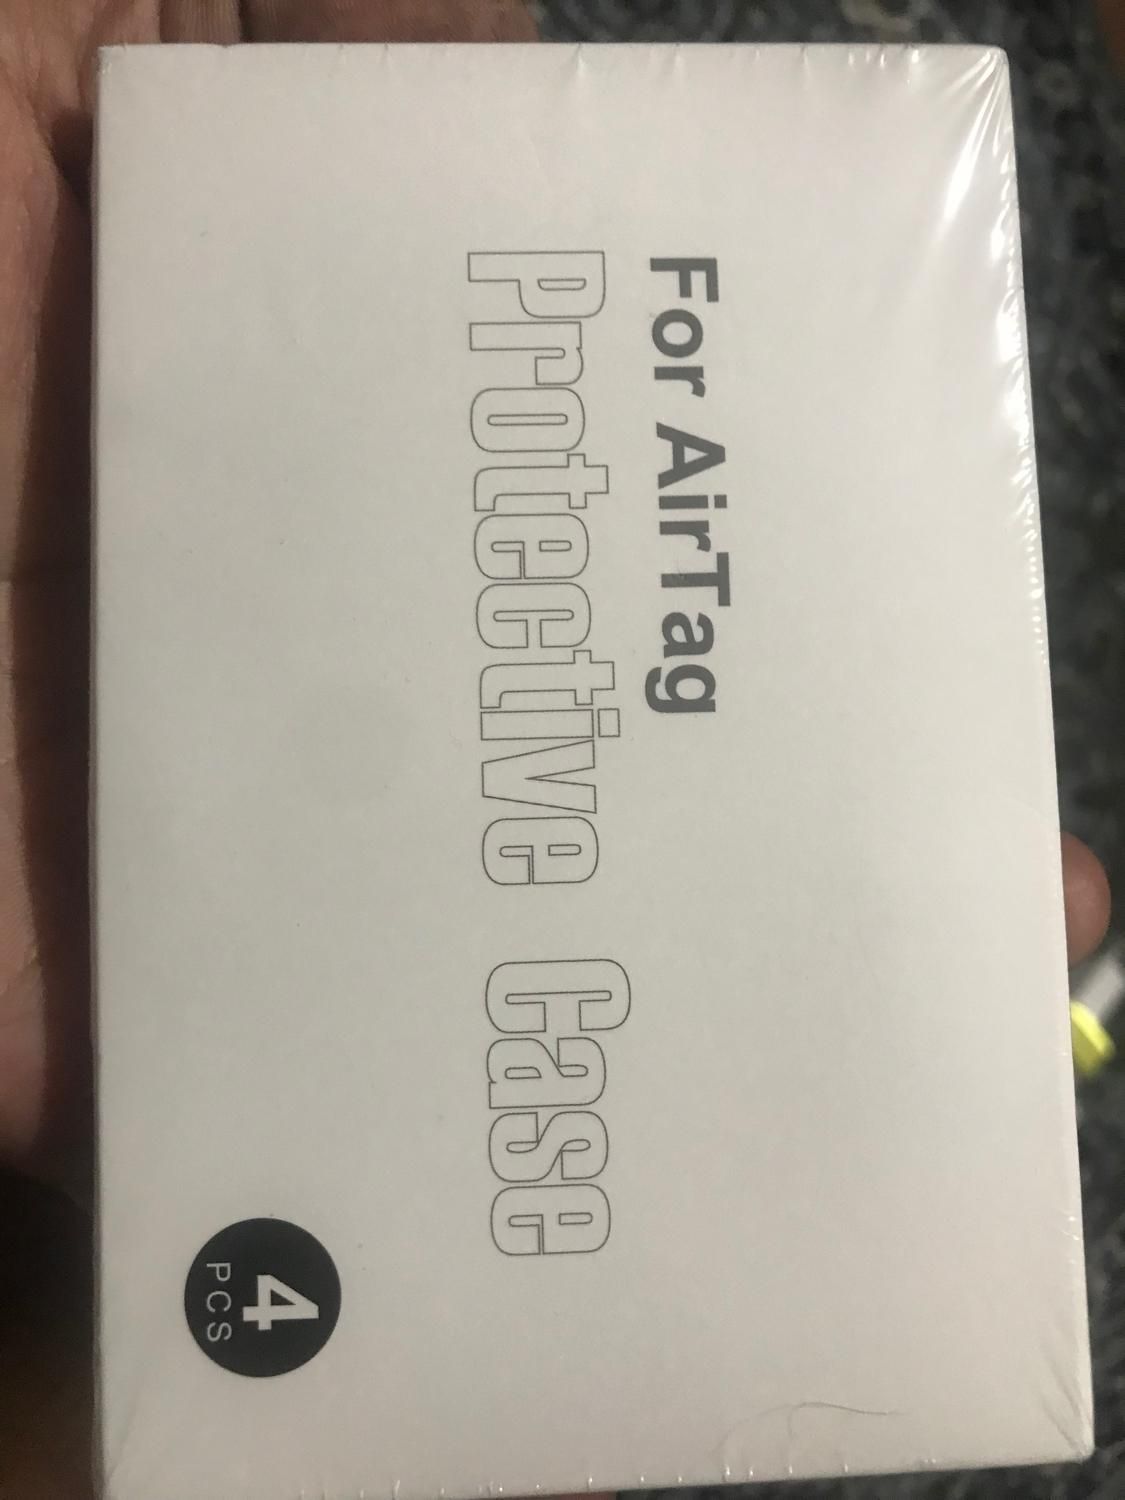 For AirTag
Protective Case
4
PCS